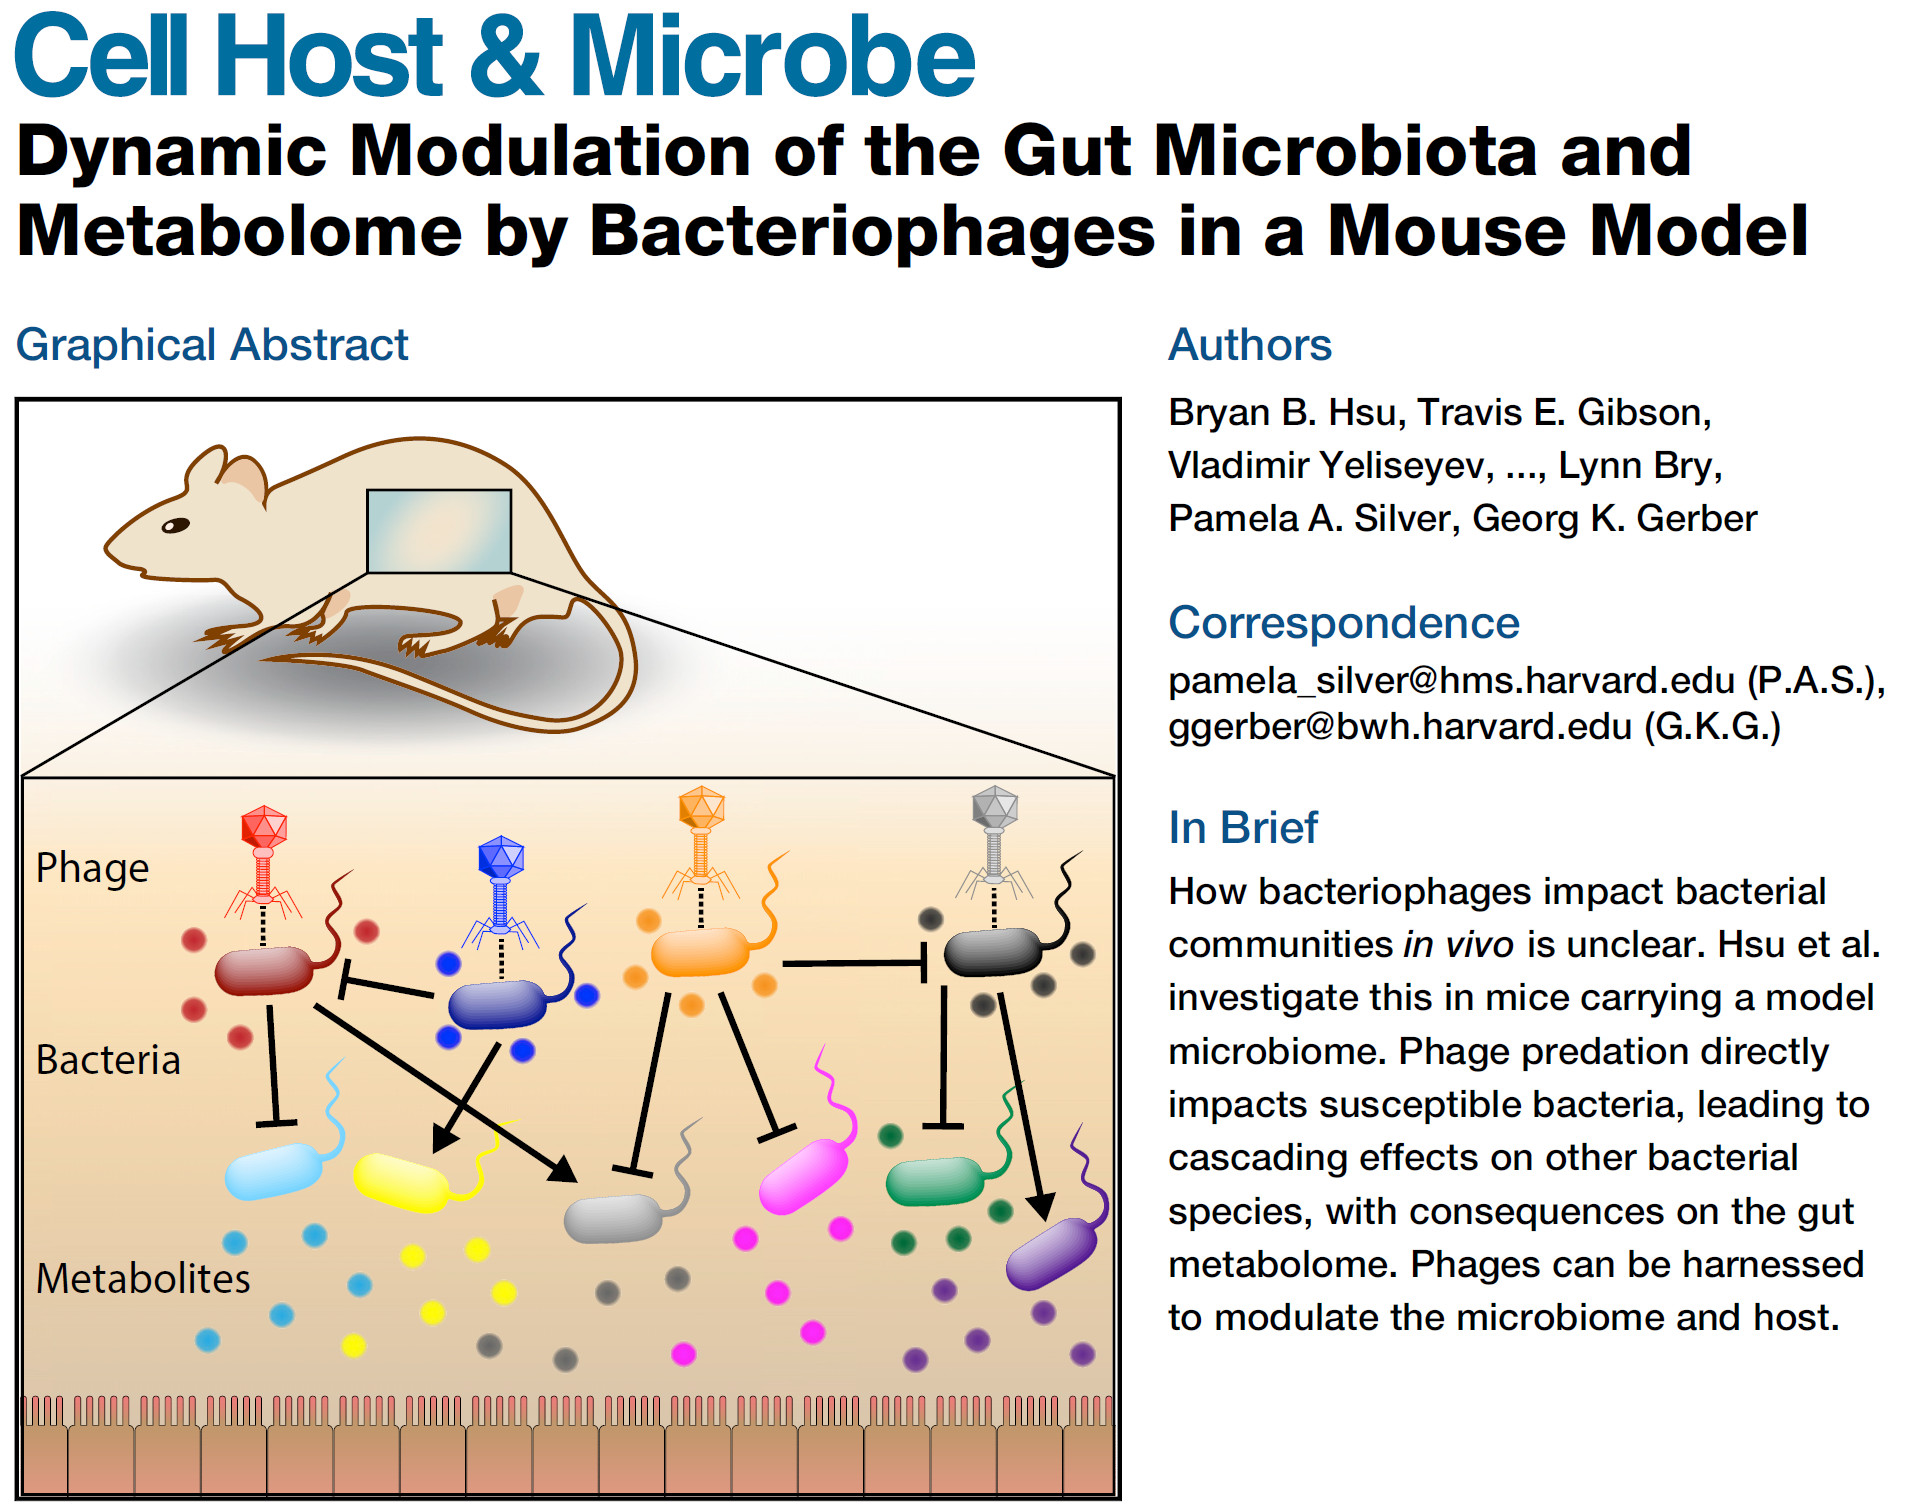 Cell Host & Microbe
Dynamic Modulation of the Gut Microbiota and
Metabolome by Bacteriophages in a Mouse Model
Graphical Abstract
Phage
Bacteria
Metabolites
Authors
Bryan B. Hsu, Travis E. Gibson,
Vladimir Yeliseyev, ..., Lynn Bry,
Pamela A. Silver, Georg K. Gerber
Correspondence
pamela_silver@hms.harvard.edu (P.A.S.),
ggerber@bwh.harvard.edu (G.K.G.)
In Brief
How bacteriophages impact bacterial
communities in vivo is unclear. Hsu et al.
investigate this in mice carrying a model
microbiome. Phage predation directly
impacts susceptible bacteria, leading to
cascading effects on other bacterial
species, with consequences on the gut
metabolome. Phages can be harnessed
to modulate the microbiome and host.